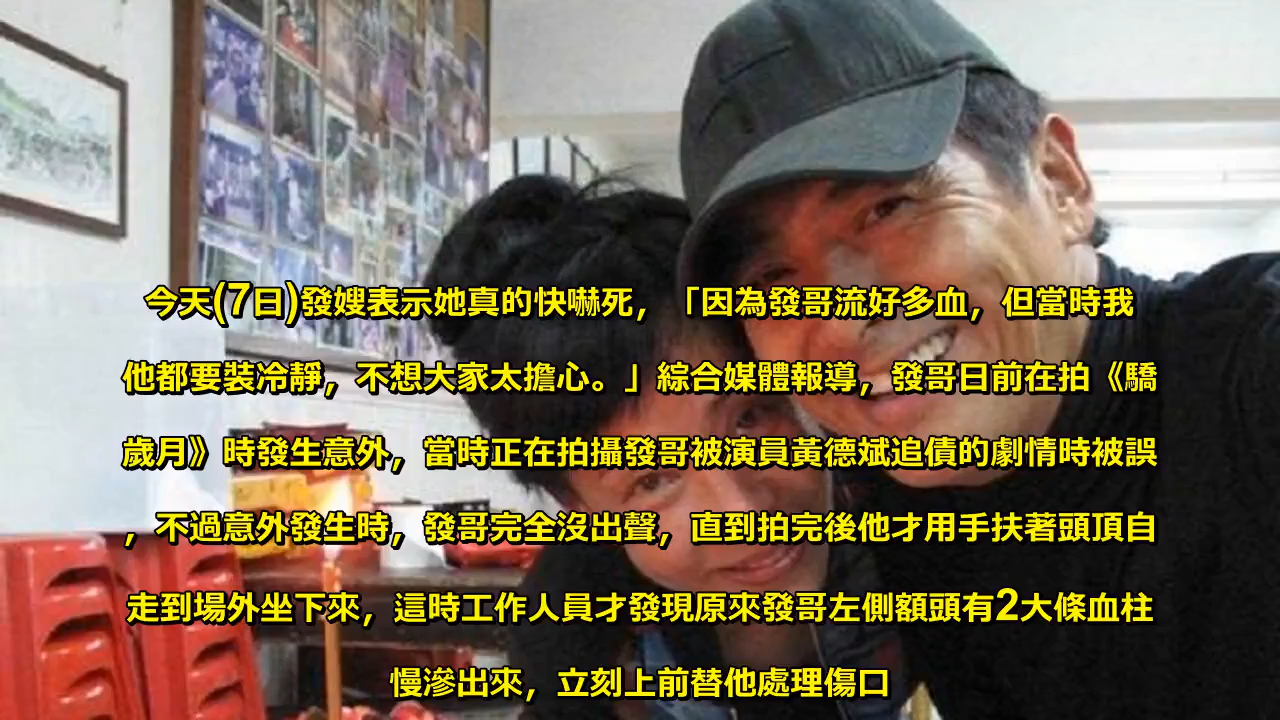 今天(7日)發嫂表示她真的快嚇死，「因為發哥流好多血，但當時我
他都要裝冷靜，不想大家太擔心。」綜合媒體報導，發哥日前在拍《驕
歲月》時發生意外，當時正在拍攝發哥被演員黃德斌追債的劇情時被誤
，不過意外發生時，發哥完全沒出聲，直到拍完後他才用手扶著頭頂自
走到場外坐下來，這時工作人員才發現原來發哥左側額頭有2大條血柱
慢滲出來，立刻上前替他處理傷口